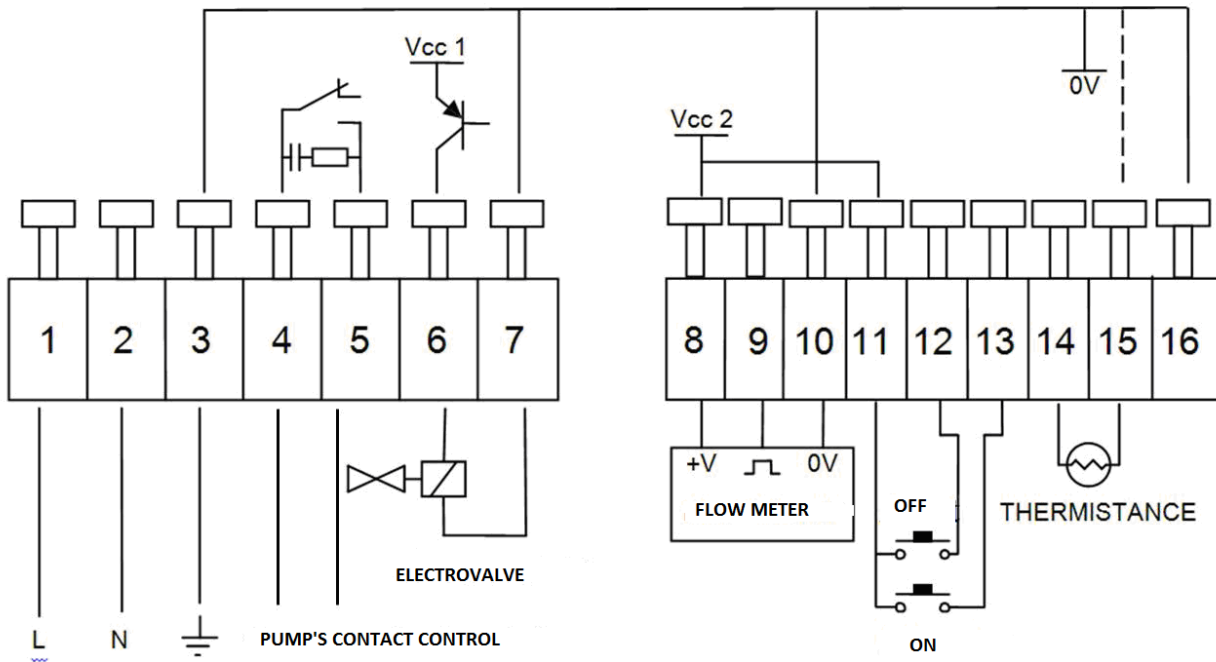 Vcc 1
0V
Vcc 2
1 2 3 4 5 6 7 8 9 10 11 12 13 14 15 16
+V 0V
FLOW METER
OFF
THERMISTANCE
ELECTROVALVE
L N PUMP'S CONTACT CONTROL
ON